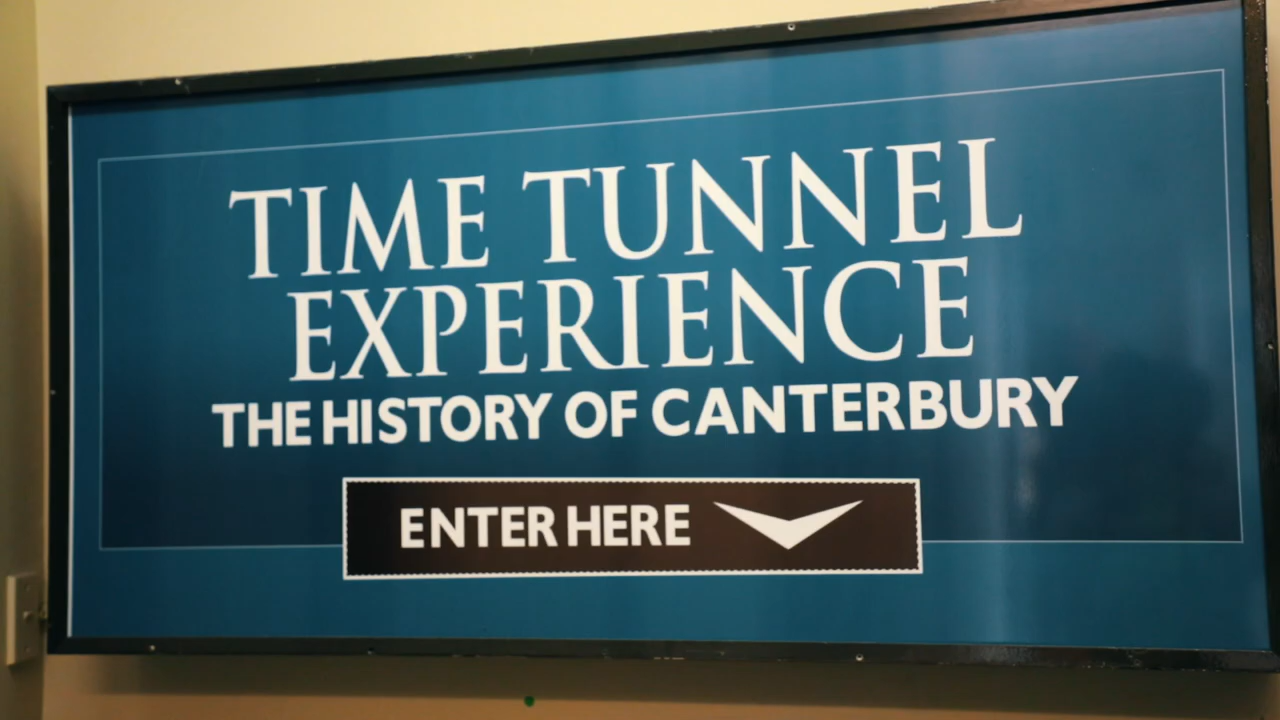 TIME TUNNEL
EXPERIENCE
THE HISTORY OF CANTERBURY
ENTER HERE